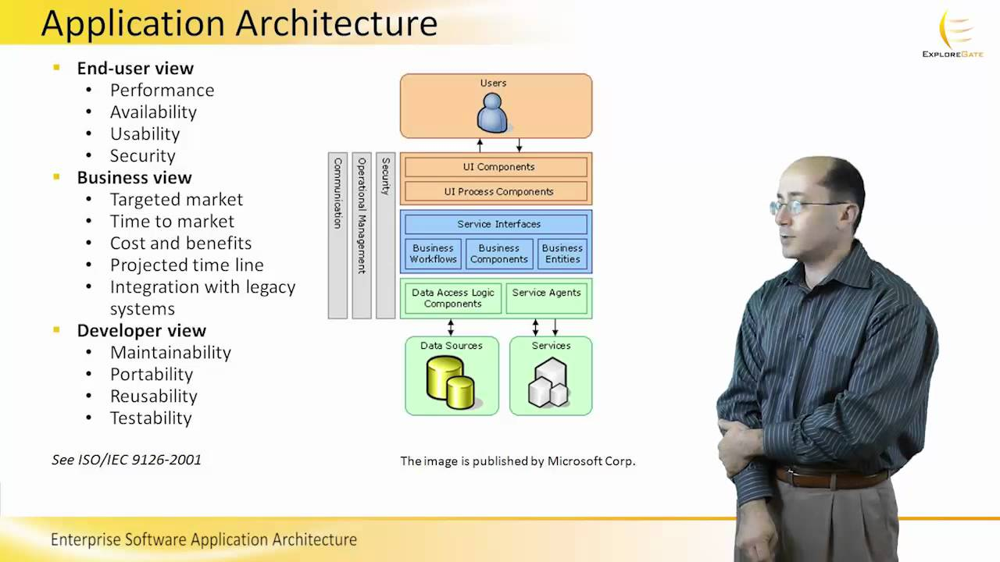 Application Architecture
EXPLOREGATE
End-user view
• Performance
• Availability
• Usability
• Security
Business view
• Targeted market
• Time to market
• Cost and benefits
• Projected time line
• Integration with legacy
systems
Developer view
• Maintainability
• Portability
• Reusability
• Testability
See ISO/IEC 9126-2001
Users
Communication
Operational Management
Security
UI Components
UI Process Components
Service Interfaces
Business
Workflows
Business
Components
Business
Entities
Data Access Logic
Components
Service Agents
Data Sources
Services
The image is published by Microsoft Corp.
Enterprise Software Application Architecture